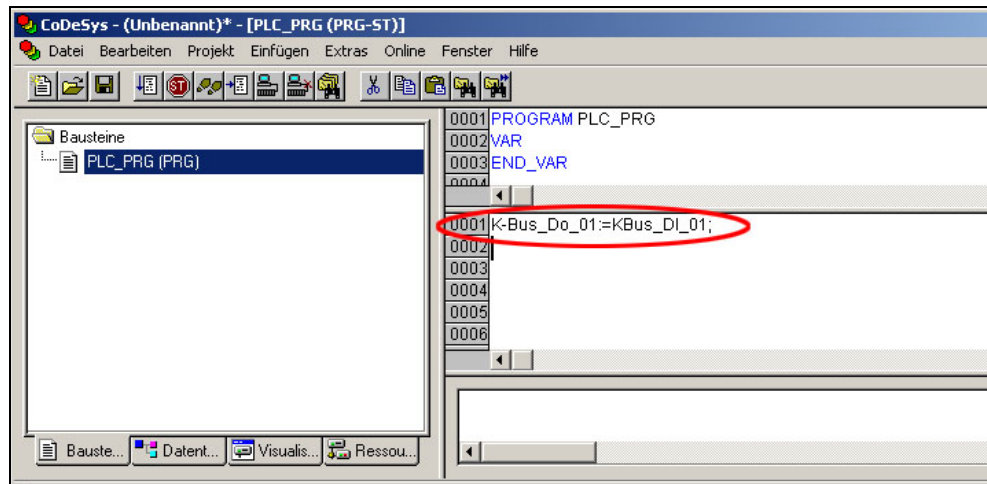 CoDeSys - (Unbenannt)* - [PLC_PRG (PRG-ST)]
Datei Bearbeiten Projekt Einfügen Extras Online Fenster Hilfe
Bausteine
PLC_PRG (PRG)
0001 PROGRAM PLC_PRG
0002 VAR
0003 END_VAR
0004
0001 K-Bus_Do_01:=KBus_DI_01;
0002
0003
0004
0005
0006
Bauste... Datent... Visualis... Ressou...